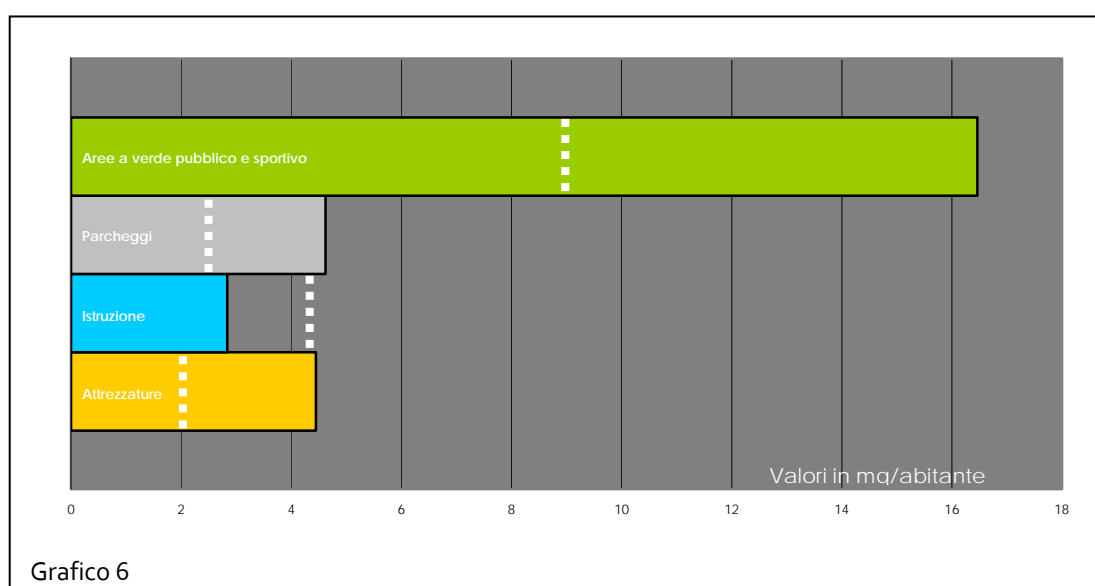 Aree a verde pubblico e sportivo
Parcheggi
Istruzione
Attrezzature
Valori in mq/abitante
0 2 4 6 8 10 12 14 16 18
Grafico 6